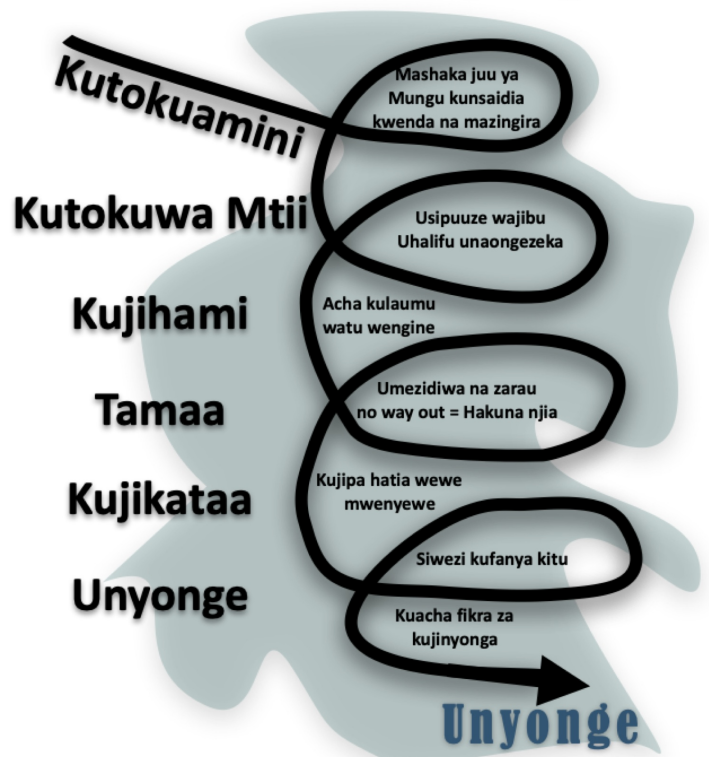 Kutokuamini
Mashaka juu ya
Mungu kunsaidia
kwenda na mazingira
Kutokuwa Mtii
Usipuuze wajibu
Uhalifu unaongezeka
Kujihami
Acha kulaumu
watu wengine
Tamaa
Umezidiwa na zarau
no way out = Hakuna njia
Kujikataa
Kujipa hatia wewe
mwenyewe
Siwezi kufanya kitu
Unyonge
Kuacha fikra za
kujinyonga
Unyonge